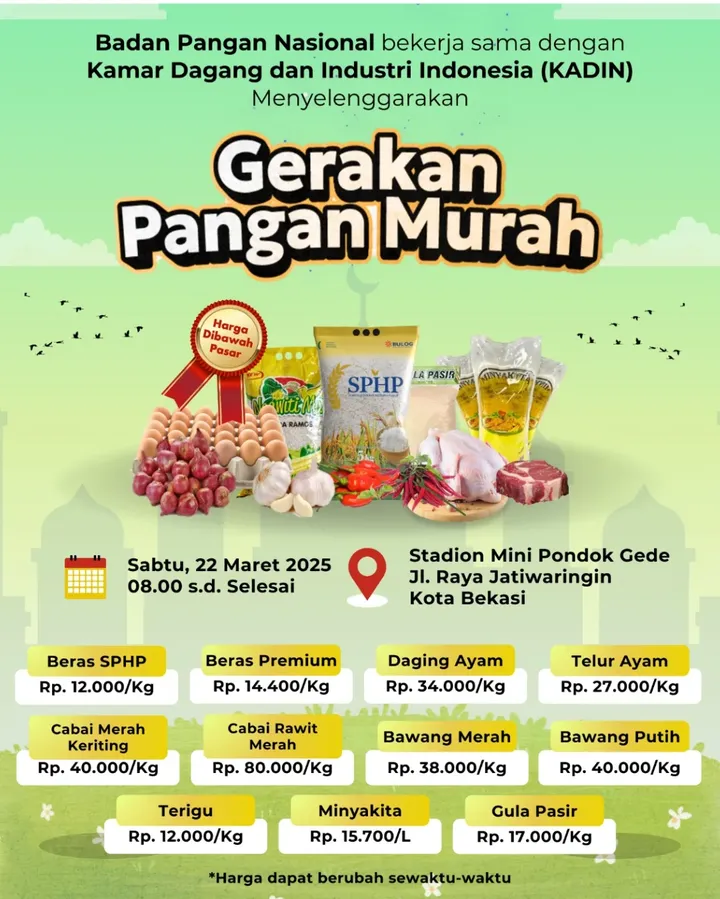 Badan Pangan Nasional bekerja sama dengan
Kamar Dagang dan Industri Indonesia (KADIN)
Menyelenggarakan
Gerakan
Pangan Murah
Harga
Dibawah
Pasar
BULOG
SPHP
Sabtu, 22 Maret 2025
08.00 s.d. Selesai
Stadion Mini Pondok Gede
Jl. Raya Jatiwaringin
Kota Bekasi
Beras SPHP
Rp. 12.000/Kg
Beras Premium
Rp. 14.400/Kg
Daging Ayam
Rp. 34.000/Kg
Telur Ayam
Rp. 27.000/Kg
Cabai Merah
Keriting
Rp. 40.000/Kg
Cabai Rawit
Merah
Rp. 80.000/Kg
Bawang Merah
Rp. 38.000/Kg
Bawang Putih
Rp. 40.000/Kg
Terigu
Rp. 12.000/Kg
Minyakita
Rp. 15.700/L
Gula Pasir
Rp. 17.000/Kg
*Harga dapat berubah sewaktu-waktu